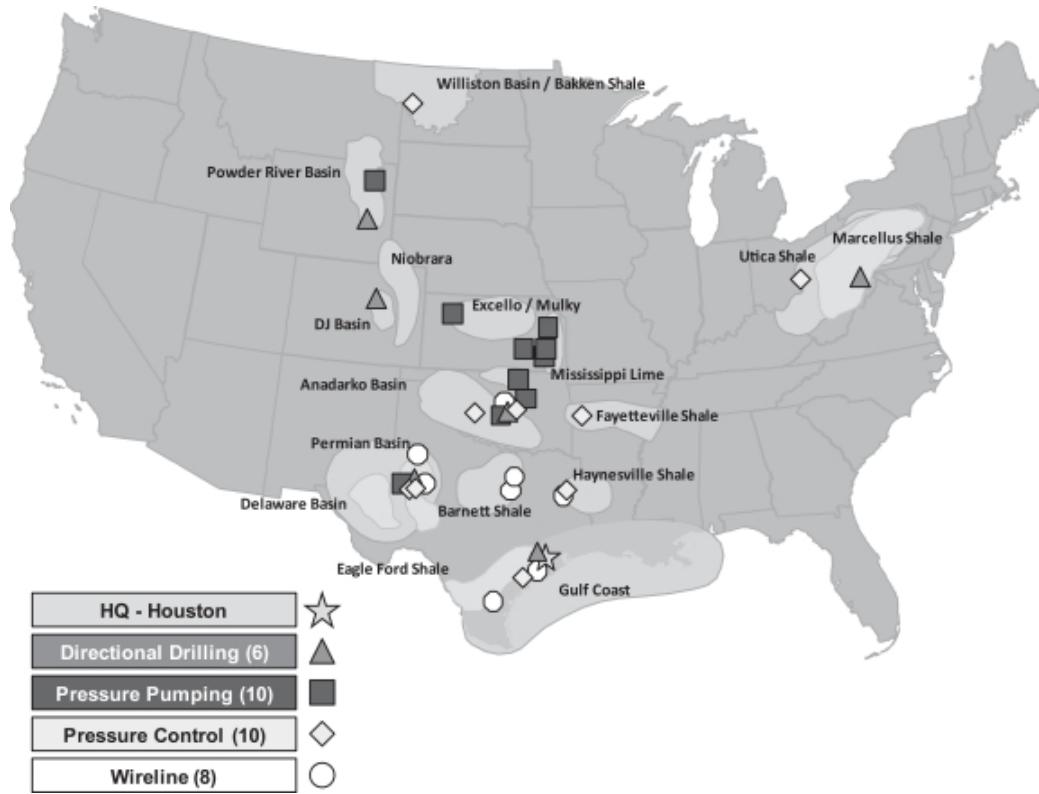 Williston Basin / Bakken Shale
Powder River Basin
Marcellus Shale
Utica Shale
Niobrara
Excello / Mulky
DJ Basin
Mississippi Lime
Anadarko Basin
Fayetteville Shale
Permian Basin
Haynesville Shale
Delaware Basin
Barnett Shale
Eagle Ford Shale
Gulf Coast
HQ - Houston
Directional Drilling (6)
Pressure Pumping (10)
Pressure Control (10)
Wireline (8)